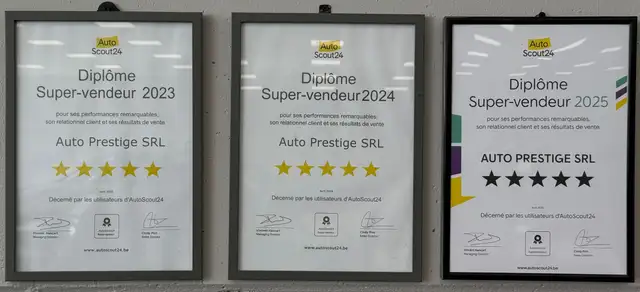 Auto
Scout24
Diplôme
Super-vendeur 2023
pour ses performances remarquables,
son relationnel client et ses résultats de vente
Auto Prestige SRL
Décerné par les utilisateurs d'AutoScout24
www.autoscout24.be
Auto
Scout24
Diplôme
Super-vendeur 2024
pour ses performances remarquables,
son relationnel client et ses résultats de vente
Auto Prestige SRL
Décerné par les utilisateurs d'AutoScout24
www.autoscout24.be
Auto
Scout24
Diplôme
Super-vendeur 2025
pour ses performances remarquables,
son relationnel client et ses résultats de vente
AUTO PRESTIGE SRL
Décerné par les utilisateurs d'AutoScout24
www.autoscout24.be